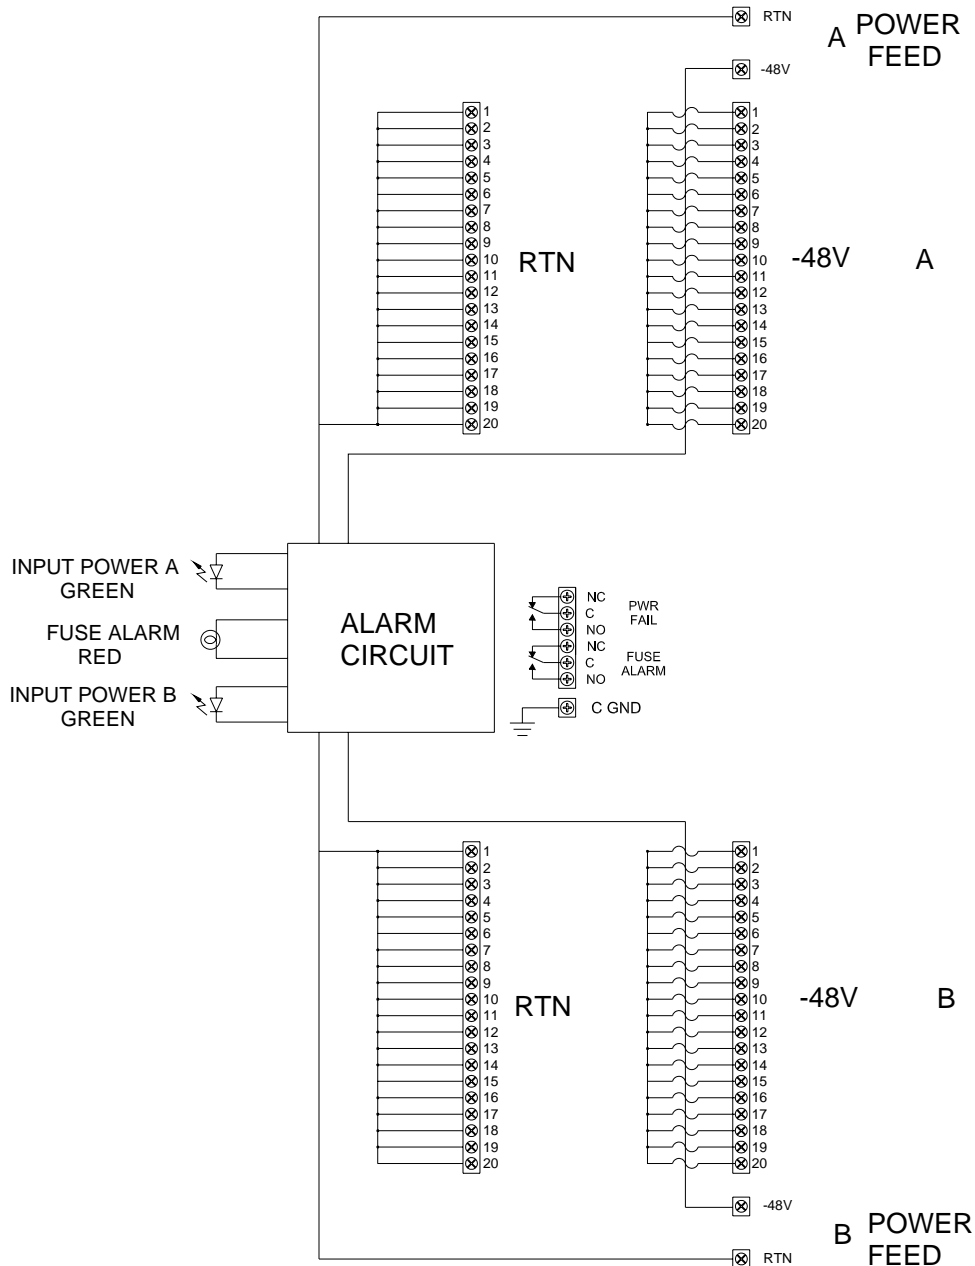 RTN
A POWER
FEED
-48V
1
2
3
4
5
6
7
8
9
10
11
12
13
14
15
16
17
18
19
20
RTN
1
2
3
4
5
6
7
8
9
10
11
12
13
14
15
16
17
18
19
20
-48V A
INPUT POWER A
GREEN
FUSE ALARM
RED
INPUT POWER B
GREEN
ALARM
CIRCUIT
NC
C
NO
PWR
FAIL
NC
C
NO
FUSE
ALARM
C GND
1
2
3
4
5
6
7
8
9
10
11
12
13
14
15
16
17
18
19
20
RTN
1
2
3
4
5
6
7
8
9
10
11
12
13
14
15
16
17
18
19
20
-48V B
-48V
B POWER
FEED
RTN